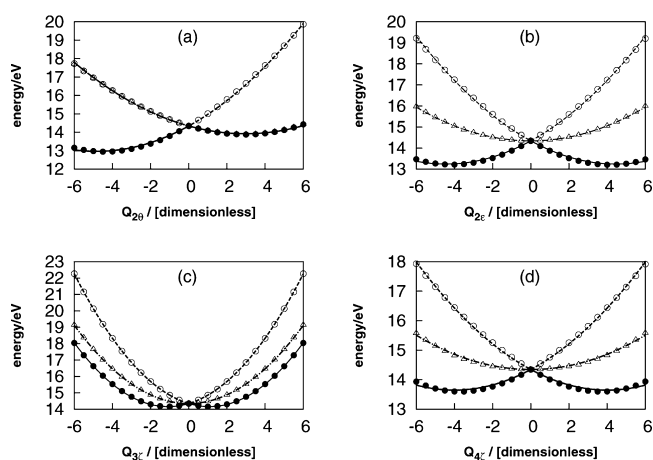 (a)
energy/eV
20
19
18
17
16
15
14
13
12
-6 -4 -2 0 2 4 6
Q2θ / [dimensionless]
(b)
energy/eV
20
19
18
17
16
15
14
13
-6 -4 -2 0 2 4 6
Q2ε / [dimensionless]
(c)
energy/eV
23
22
21
20
19
18
17
16
15
14
-6 -4 -2 0 2 4 6
Q3ζ / [dimensionless]
(d)
energy/eV
18
17
16
15
14
13
-6 -4 -2 0 2 4 6
Q4ζ / [dimensionless]